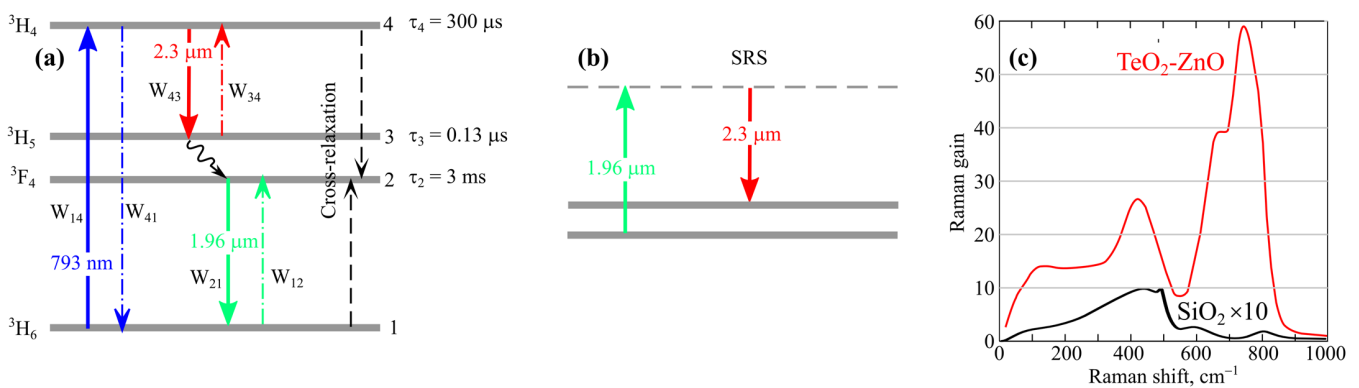 (a)
³H₄
4
τ₄ = 300 μs
2.3 μm
W₄₃
W₃₄
³H₅
3
τ₃ = 0.13 μs
³F₄
2
τ₂ = 3 ms
Cross-relaxation
W₁₄
W₄₁
793 nm
1.96 μm
W₂₁
W₁₂
³H₆
1
(b)
SRS
1.96 μm
2.3 μm
(c)
TeO₂-ZnO
SiO₂ ×10
Raman gain
60
50
40
30
20
10
0
0
200
400
600
800
1000
Raman shift, cm⁻¹